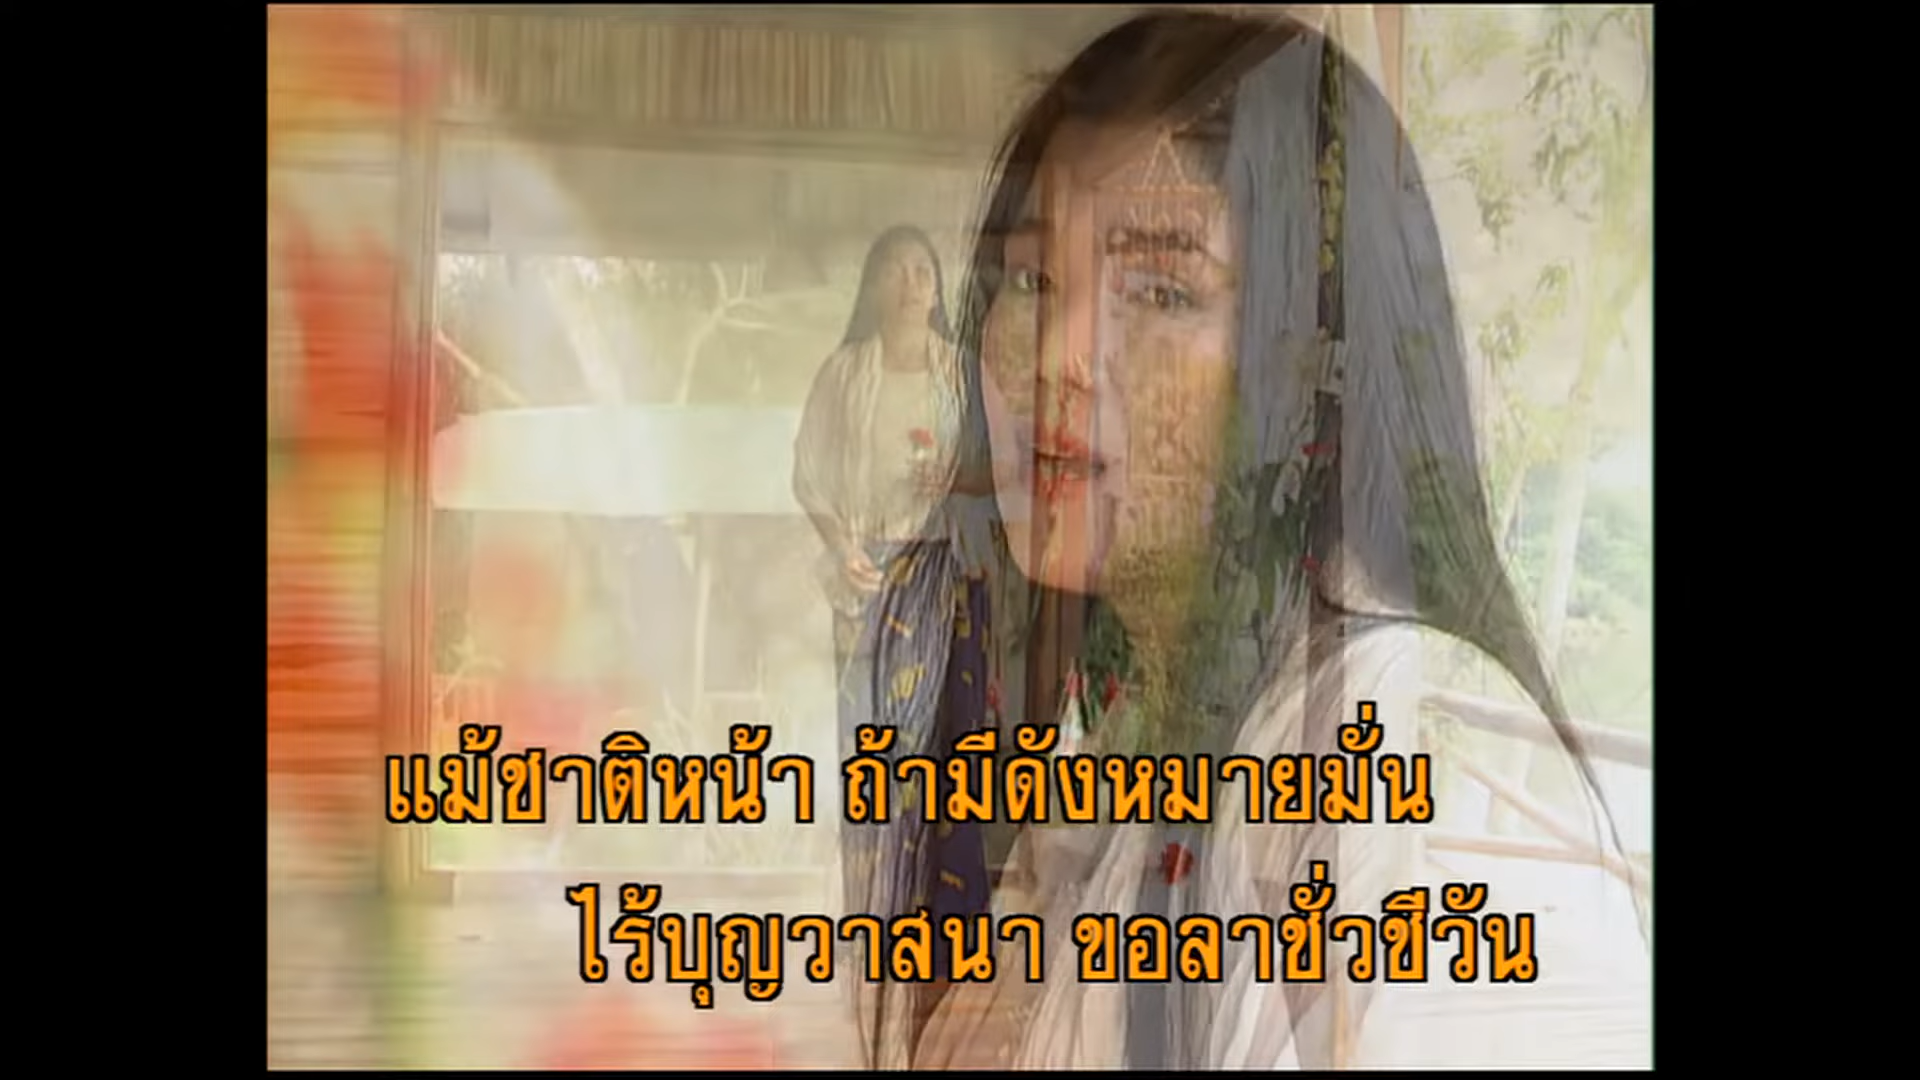 แม้ชาติหน้า ถ้ามีดังหมายมั่น
ไร้บุญวาสนา ขอลาชั่วชีวัน